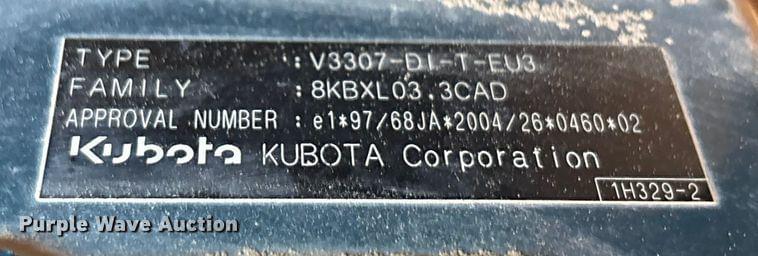 TYPE : V3307-DI-T-EU3
FAMILY : 8KBXL03.3CAD
APPROVAL NUMBER : e1*97/68JA*2004/26*0460*02
Kubota KUBOTA Corporation
1H329-2
Purple Wave Auction